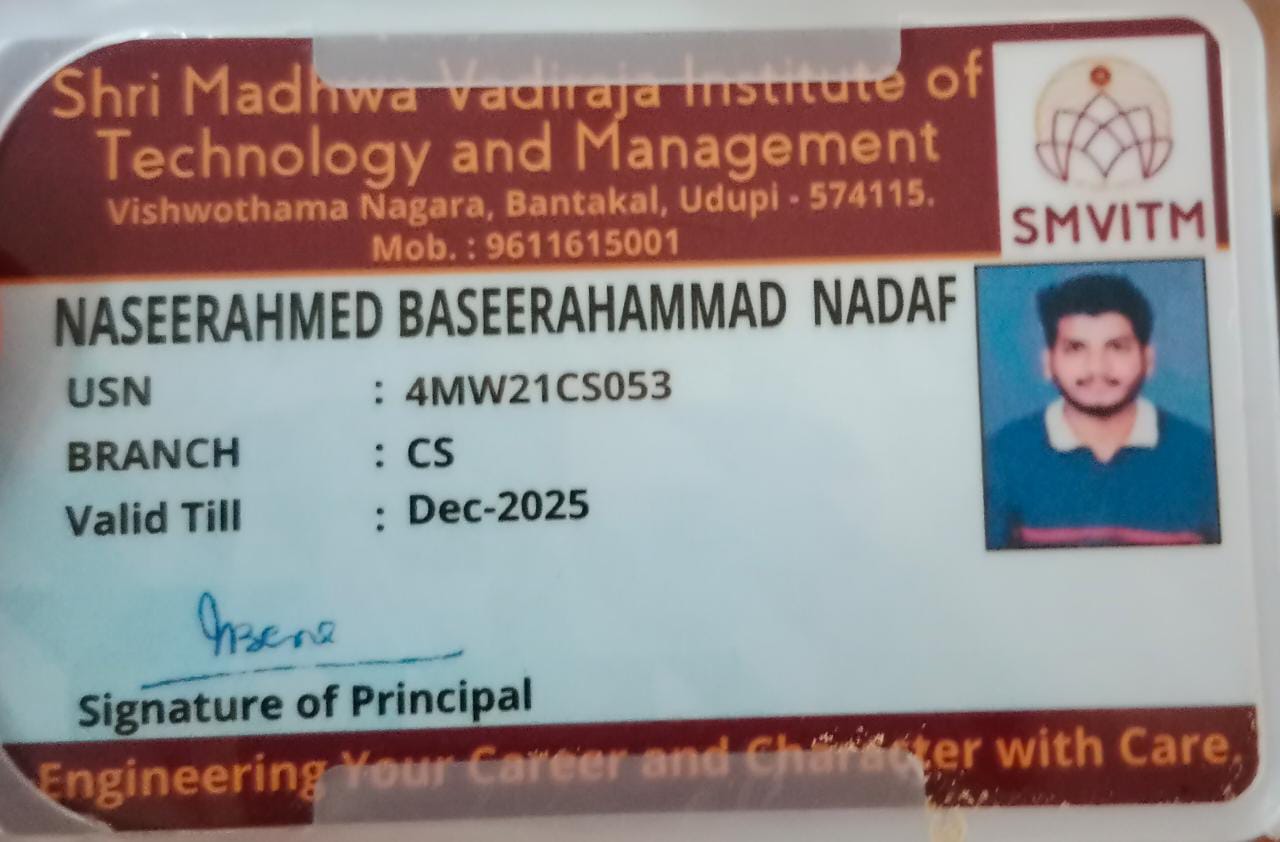 Shri Madhwa Vadiraja Institute of
Technology and Management
Vishwothama Nagara, Bantakal, Udupi - 574115.
Mob. : 9611615001
SMVITM
NASEERAHMED BASEERAHAMMAD NADAF
USN : 4MW21CS053
BRANCH : CS
Valid Till : Dec-2025
Signature of Principal
Engineering Your Career and Character with Care.